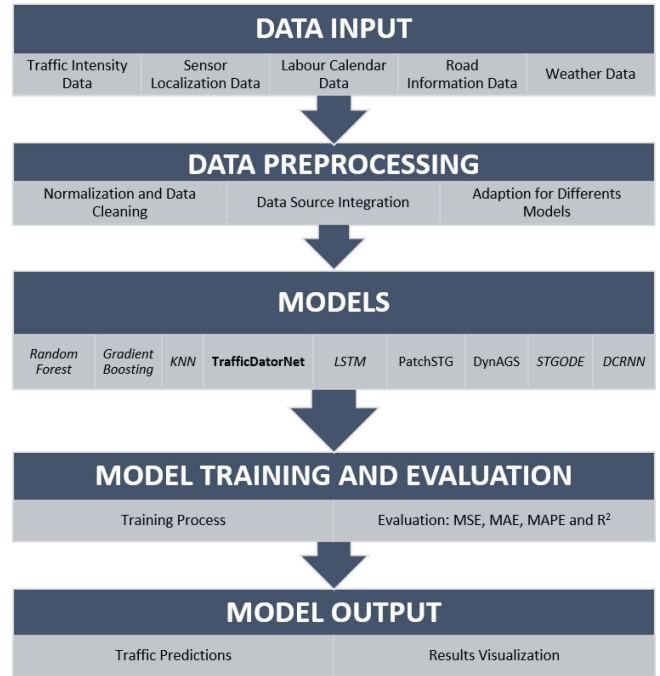 DATA INPUT
Traffic Intensity
Data
Sensor
Localization Data
Labour Calendar
Data
Road
Information Data
Weather Data
DATA PREPROCESSING
Normalization and Data
Cleaning
Data Source Integration
Adaption for Differents
Models
MODELS
Random
Forest
Gradient
Boosting
KNN
TrafficDatorNet
LSTM
PatchSTG
DynAGS
STGODE
DCRNN
MODEL TRAINING AND EVALUATION
Training Process
Evaluation: MSE, MAE, MAPE and R²
MODEL OUTPUT
Traffic Predictions
Results Visualization